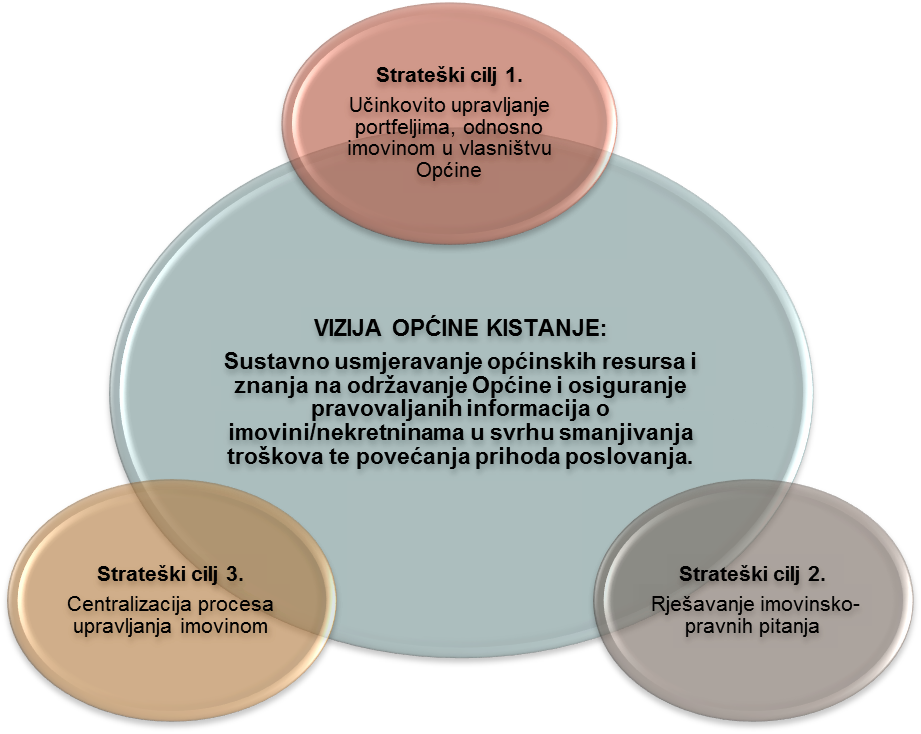 Strateški cilj 1.
Učinkovito upravljanje
portfeljima, odnosno
imovinom u vlasništvu
Općine
VIZIJA OPĆINE KISTANJE:
Sustavno usmjeravanje općinskih resursa i
znanja na održavanje Općine i osiguranje
pravovaljanih informacija o
imovini/nekretninama u svrhu smanjivanja
troškova te povećanja prihoda poslovanja.
Strateški cilj 3.
Centralizacija procesa
upravljanja imovinom
Strateški cilj 2.
Rješavanje imovinsko-
pravnih pitanja